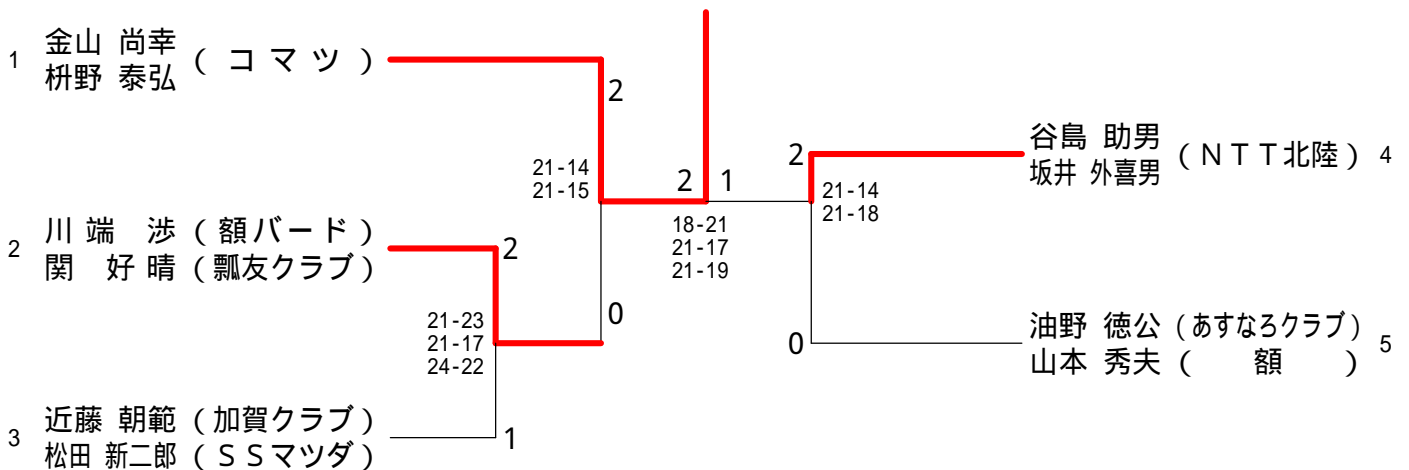 1 金山 尚幸 (コマツ)
枡野 泰弘
2
21-14
21-15
2 1
18-21
21-17
21-19
2 川端 渉 (額バード)
関 好晴 (瓢友クラブ)
2
0
21-23
21-17
24-22
3 近藤 朝範 (加賀クラブ)
松田 新二郎 (SSマツダ)
1
谷島 助男 (NTT北陸) 4
坂井 外喜男
2
21-14
21-18
0
油野 徳公 (あすなろクラブ) 5
山本 秀夫 (額)